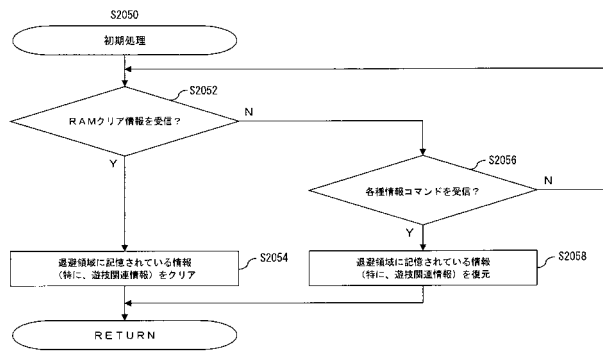 S2050
初期処理
S2052
RAMクリア情報を受信?
N
Y
S2056
各種情報コマンドを受信?
N
Y
退避領域に記憶されている情報
(特に、遊技関連情報)をクリア
S2054
退避領域に記憶されている情報
(特に、遊技関連情報)を復元
S2058
RETURN